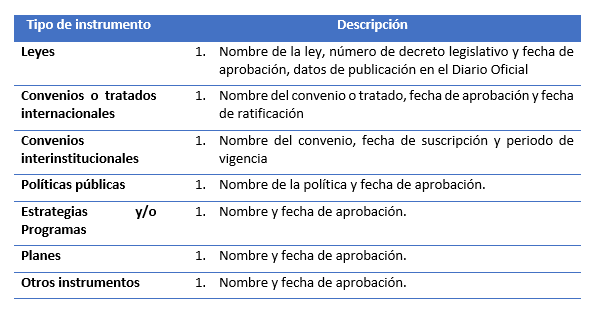 Tipo de instrumento Descripción
Leyes 1. Nombre de la ley, número de decreto legislativo y fecha de
aprobación, datos de publicación en el Diario Oficial
Convenios o tratados 1. Nombre del convenio o tratado, fecha de aprobación y fecha
internacionales de ratificación
Convenios 1. Nombre del convenio, fecha de suscripción y periodo de
interinstitucionales vigencia
Políticas públicas 1. Nombre de la política y fecha de aprobación.
Estrategias y/o 1. Nombre y fecha de aprobación.
Programas
Planes 1. Nombre y fecha de aprobación.
Otros instrumentos 1. Nombre y fecha de aprobación.